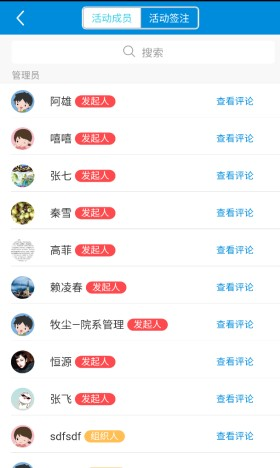 活动成员 活动签注
搜索
管理员
阿雄 发起人 查看评论
嘻嘻 发起人 查看评论
张七 发起人 查看评论
秦雪 发起人 查看评论
高菲 发起人 查看评论
赖凌春 发起人 查看评论
牧尘—院系管理 发起人 查看评论
恒源 发起人 查看评论
张飞 发起人 查看评论
sdfsdf 组织人 查看评论